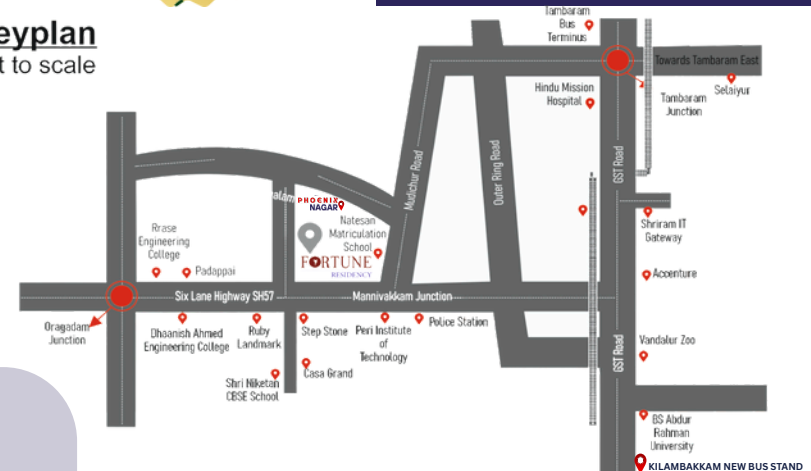 eyplan
t to scale
Tambaram
Bus
Terminus
Towards Tambaram East
Selaiyur
Tambaram
Junction
Hindu Mission
Hospital
Mudichur Road
Outer Ring Road
GST Road
alam
PHOENIX
NAGAR
Natesan
Matriculation
School
FORTUNE
RESIDENCY
Rrase
Engineering
College
Padappai
Shriram IT
Gateway
Accenture
Six Lane Highway SH57
Mannivakkam Junction
Oragadam
Junction
Dhaanish Ahmed
Engineering College
Ruby
Landmark
Step Stone
Peri Institute
of
Technology
Police Station
GST Road
Vandalur Zoo
Shri Niketan
CBSE School
Casa Grand
BS Abdur
Rahman
University
KILAMBAKKAM NEW BUS STAND